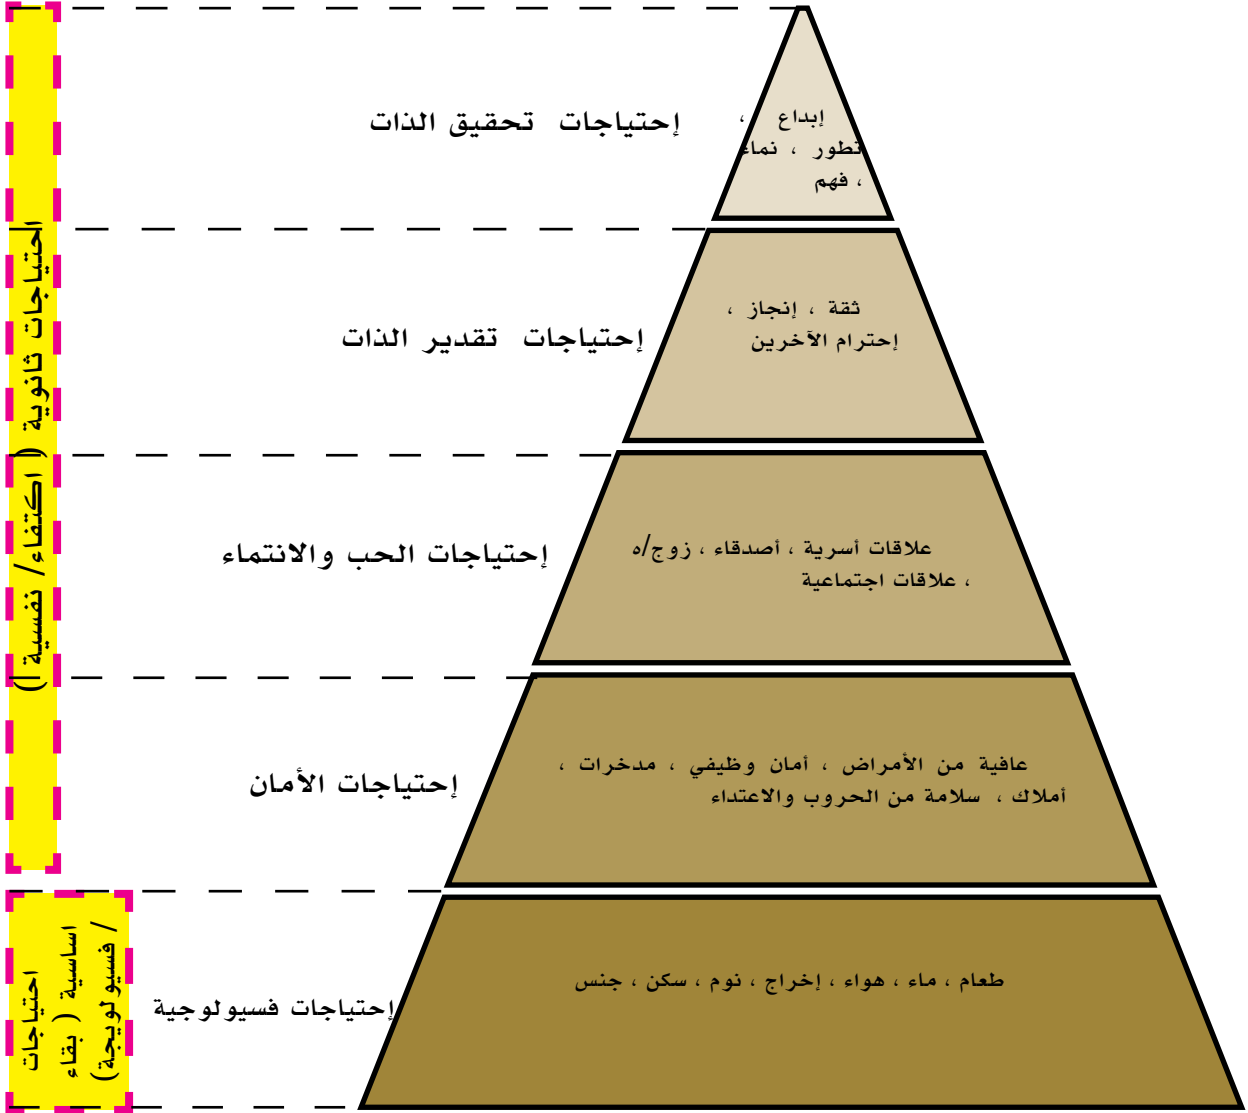 إحتياجات تحقيق الذات
إبداع ،
تطور ، نماء
، فهم
إحتياجات تقدير الذات
ثقة ، إنجاز ،
إحترام الآخرين
إحتياجات الحب والانتماء
علاقات أسرية ، أصدقاء ، زوج/ه
، علاقات اجتماعية
إحتياجات الأمان
عافية من الأمراض ، أمان وظيفي ، مدخرات ،
أملاك ، سلامة من الحروب والاعتداء
إحتياجات فسيولوجية
طعام ، ماء ، هواء ، إخراج ، نوم ، سكن ، جنس
احتياجات ثانوية ( اكتفاء/ نفسية ا)
احتياجات
اساسية ( بقاء
/ فسيولويجة)